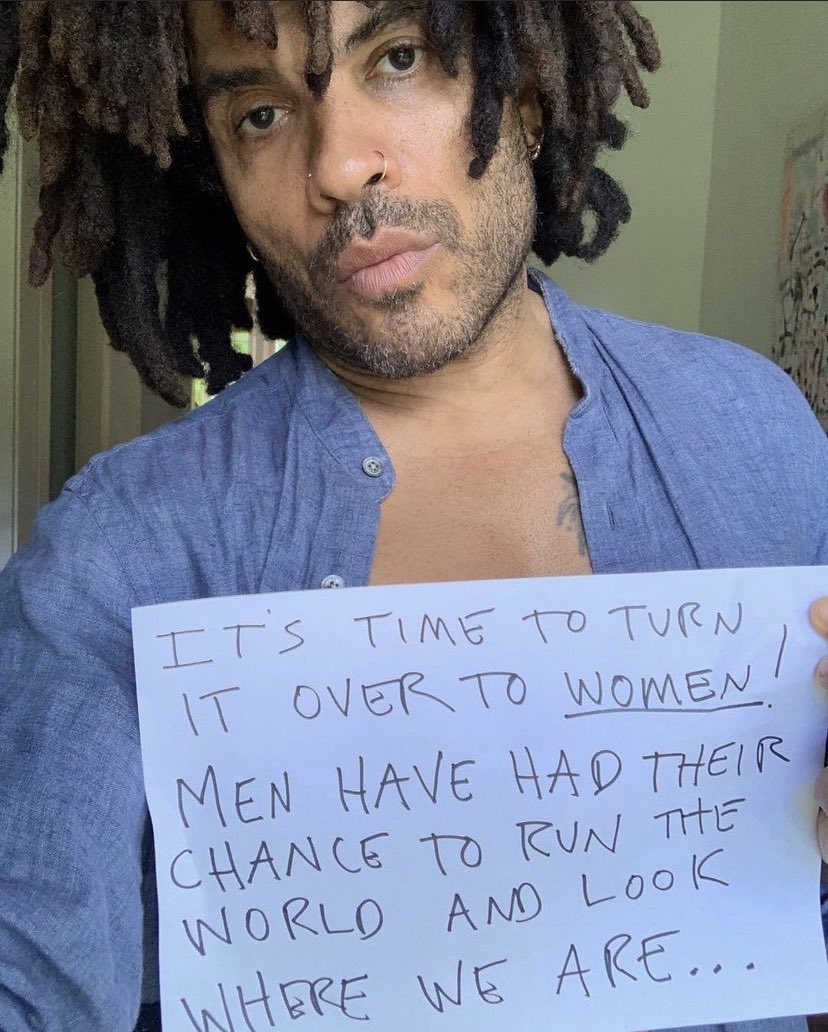 IT'S TIME TO TURN
IT OVER TO WOMEN!
MEN HAVE HAD THEIR
CHANCE TO RUN THE
WORLD AND LOOK
WHERE WE ARE...